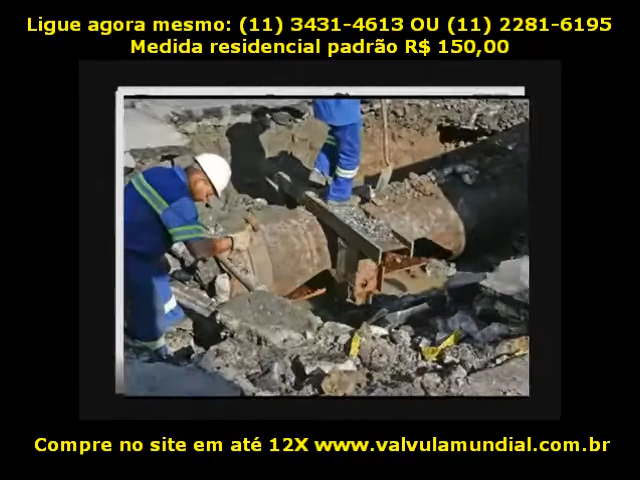 Ligue agora mesmo: (11) 3431-4613 OU (11) 2281-6195
Medida residencial padrão R$ 150,00
Compre no site em até 12X www.valvulamundial.com.br